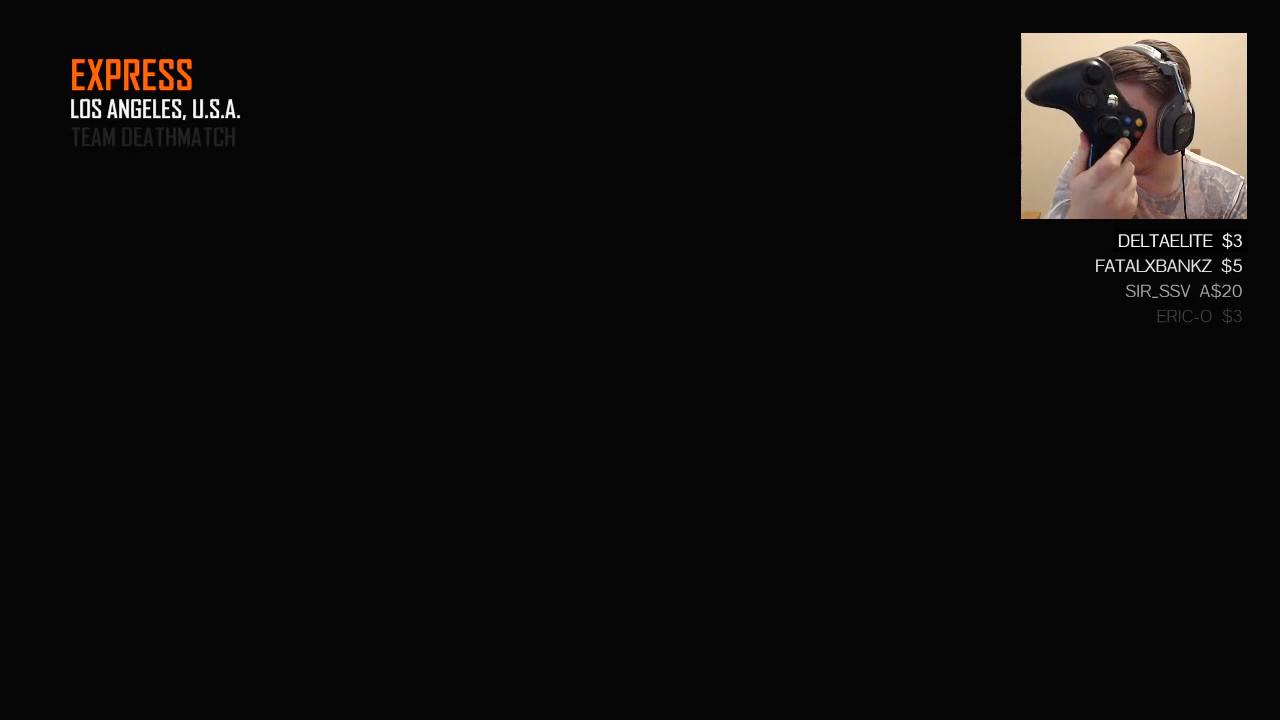 EXPRESS
LOS ANGELES, U.S.A.
TEAM DEATHMATCH
DELTAELITE $3
FATALXBANKZ $5
SIR_SSV A$20
ERIC-O $3